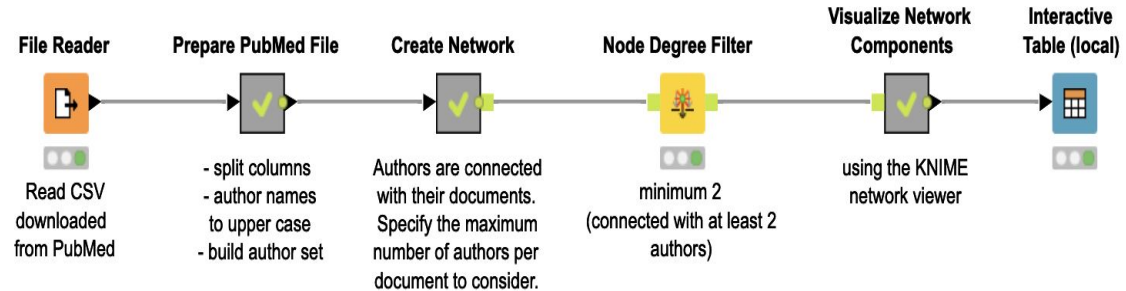 File Reader
Prepare PubMed File
Create Network
Node Degree Filter
Visualize Network
Components
Interactive
Table (local)
Read CSV
downloaded
from PubMed
- split columns
- author names
to upper case
- build author set
Authors are connected
with their documents.
Specify the maximum
number of authors per
document to consider.
minimum 2
(connected with at least 2
authors)
using the KNIME
network viewer